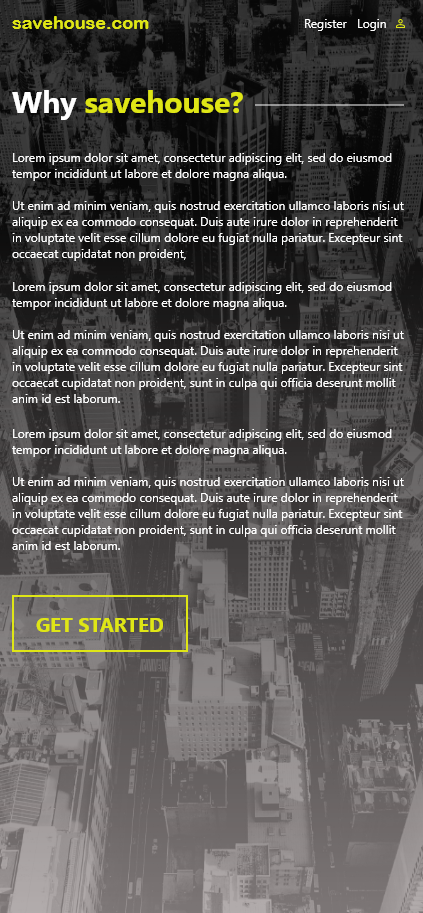 savehouse.com
Register Login
Why savehouse?
Lorem ipsum dolor sit amet, consectetur adipiscing elit, sed do eiusmod
tempor incididunt ut labore et dolore magna aliqua.
Ut enim ad minim veniam, quis nostrud exercitation ullamco laboris nisi ut
aliquip ex ea commodo consequat. Duis aute irure dolor in reprehenderit
in voluptate velit esse cillum dolore eu fugiat nulla pariatur. Excepteur sint
occaecat cupidatat non proident,
Lorem ipsum dolor sit amet, consectetur adipiscing elit, sed do eiusmod
tempor incididunt ut labore et dolore magna aliqua.
Ut enim ad minim veniam, quis nostrud exercitation ullamco laboris nisi ut
aliquip ex ea commodo consequat. Duis aute irure dolor in reprehenderit
in voluptate velit esse cillum dolore eu fugiat nulla pariatur. Excepteur sint
occaecat cupidatat non proident, sunt in culpa qui officia deserunt mollit
anim id est laborum.
Lorem ipsum dolor sit amet, consectetur adipiscing elit, sed do eiusmod
tempor incididunt ut labore et dolore magna aliqua.
Ut enim ad minim veniam, quis nostrud exercitation ullamco laboris nisi ut
aliquip ex ea commodo consequat. Duis aute irure dolor in reprehenderit
in voluptate velit esse cillum dolore eu fugiat nulla pariatur. Excepteur sint
occaecat cupidatat non proident, sunt in culpa qui officia deserunt mollit
anim id est laborum.
GET STARTED